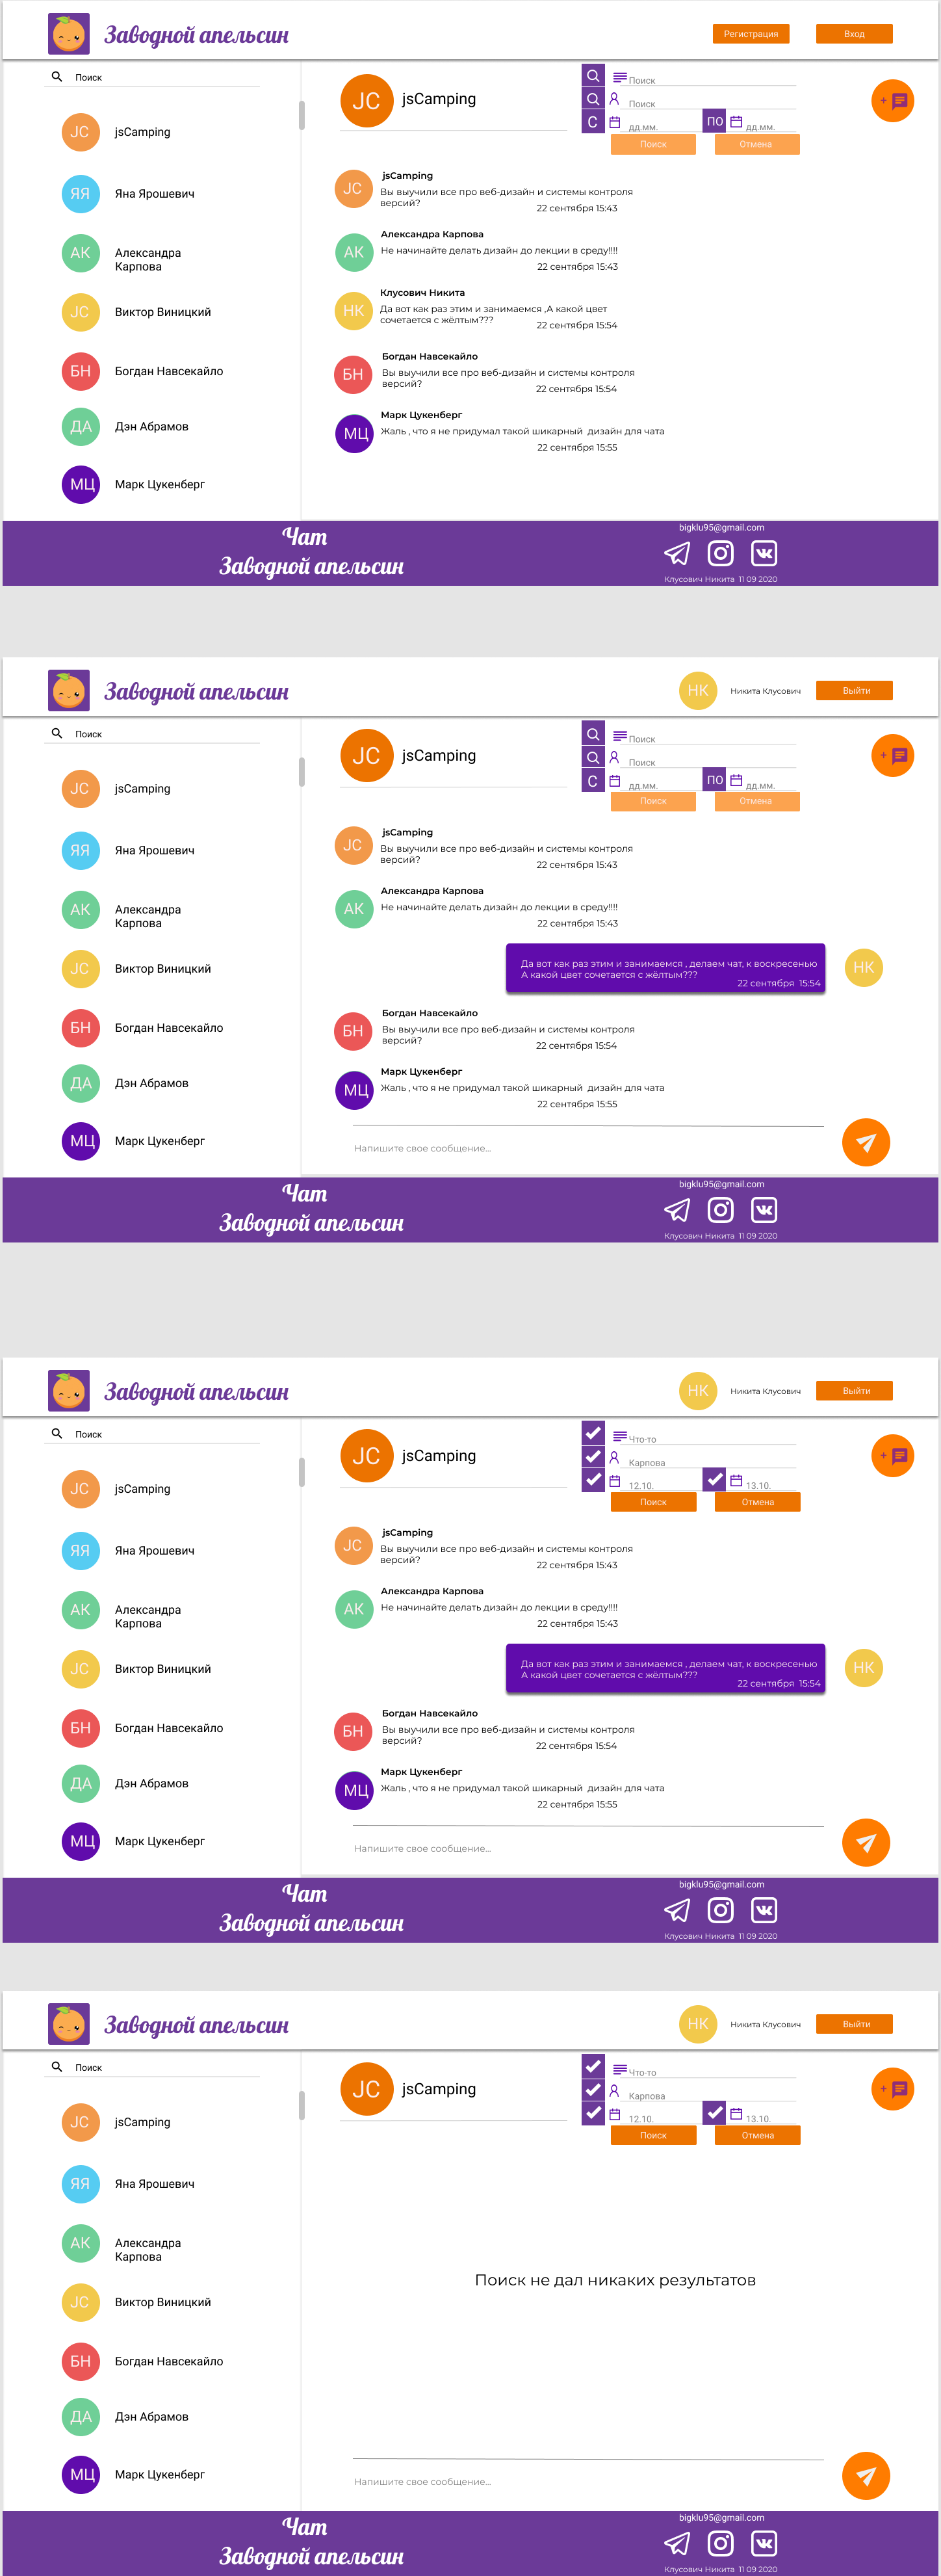 Заводной апельсин
Регистрация
Вход
Поиск
JC
jsCamping
ЯЯ
Яна Ярошевич
АК
Александра
Карпова
JC
Виктор Виницкий
БН
Богдан Навсекайло
ДА
Дэн Абрамов
МЦ
Марк Цукенберг
JC
jsCamping
Поиск
Поиск
С
дд.мм.
ПО
дд.мм.
Поиск
Отмена
+
JC
jsCamping
Вы выучили все про веб-дизайн и системы контроля
версий?
22 сентября 15:43
АК
Александра Карпова
Не начинайте делать дизайн до лекции в среду!!!!
22 сентября 15:43
НК
Клусович Никита
Да вот как раз этим и занимаемся ,А какой цвет
сочетается с жёлтым???
22 сентября 15:54
БН
Богдан Навсекайло
Вы выучили все про веб-дизайн и системы контроля
версий?
22 сентября 15:54
МЦ
Марк Цукенберг
Жаль , что я не придумал такой шикарный дизайн для чата
22 сентября 15:55
Чат
Заводной апельсин
bigklu95@gmail.com
Клусович Никита 11 09 2020
Заводной апельсин
НК
Никита Клусович
Выйти
Поиск
JC
jsCamping
ЯЯ
Яна Ярошевич
АК
Александра
Карпова
JC
Виктор Виницкий
БН
Богдан Навсекайло
ДА
Дэн Абрамов
МЦ
Марк Цукенберг
JC
jsCamping
Поиск
Поиск
С
дд.мм.
ПО
дд.мм.
Поиск
Отмена
+
JC
jsCamping
Вы выучили все про веб-дизайн и системы контроля
версий?
22 сентября 15:43
АК
Александра Карпова
Не начинайте делать дизайн до лекции в среду!!!!
22 сентября 15:43
Да вот как раз этим и занимаемся , делаем чат, к воскресенью
А какой цвет сочетается с жёлтым???
22 сентября 15:54
НК
БН
Богдан Навсекайло
Вы выучили все про веб-дизайн и системы контроля
версий?
22 сентября 15:54
МЦ
Марк Цукенберг
Жаль , что я не придумал такой шикарный дизайн для чата
22 сентября 15:55
Напишите свое сообщение...
Чат
Заводной апельсин
bigklu95@gmail.com
Клусович Никита 11 09 2020
Заводной апельсин
НК
Никита Клусович
Выйти
Поиск
JC
jsCamping
ЯЯ
Яна Ярошевич
АК
Александра
Карпова
JC
Виктор Виницкий
БН
Богдан Навсекайло
ДА
Дэн Абрамов
МЦ
Марк Цукенберг
JC
jsCamping
Что-то
Карпова
12.10.
13.10.
Поиск
Отмена
+
JC
jsCamping
Вы выучили все про веб-дизайн и системы контроля
версий?
22 сентября 15:43
АК
Александра Карпова
Не начинайте делать дизайн до лекции в среду!!!!
22 сентября 15:43
Да вот как раз этим и занимаемся , делаем чат, к воскресенью
А какой цвет сочетается с жёлтым???
22 сентября 15:54
НК
БН
Богдан Навсекайло
Вы выучили все про веб-дизайн и системы контроля
версий?
22 сентября 15:54
МЦ
Марк Цукенберг
Жаль , что я не придумал такой шикарный дизайн для чата
22 сентября 15:55
Напишите свое сообщение...
Чат
Заводной апельсин
bigklu95@gmail.com
Клусович Никита 11 09 2020
Заводной апельсин
НК
Никита Клусович
Выйти
Поиск
JC
jsCamping
ЯЯ
Яна Ярошевич
АК
Александра
Карпова
JC
Виктор Виницкий
БН
Богдан Навсекайло
ДА
Дэн Абрамов
МЦ
Марк Цукенберг
JC
jsCamping
Что-то
Карпова
12.10.
13.10.
Поиск
Отмена
+
Поиск не дал никаких результатов
Напишите свое сообщение...
Чат
Заводной апельсин
bigklu95@gmail.com
Клусович Никита 11 09 2020